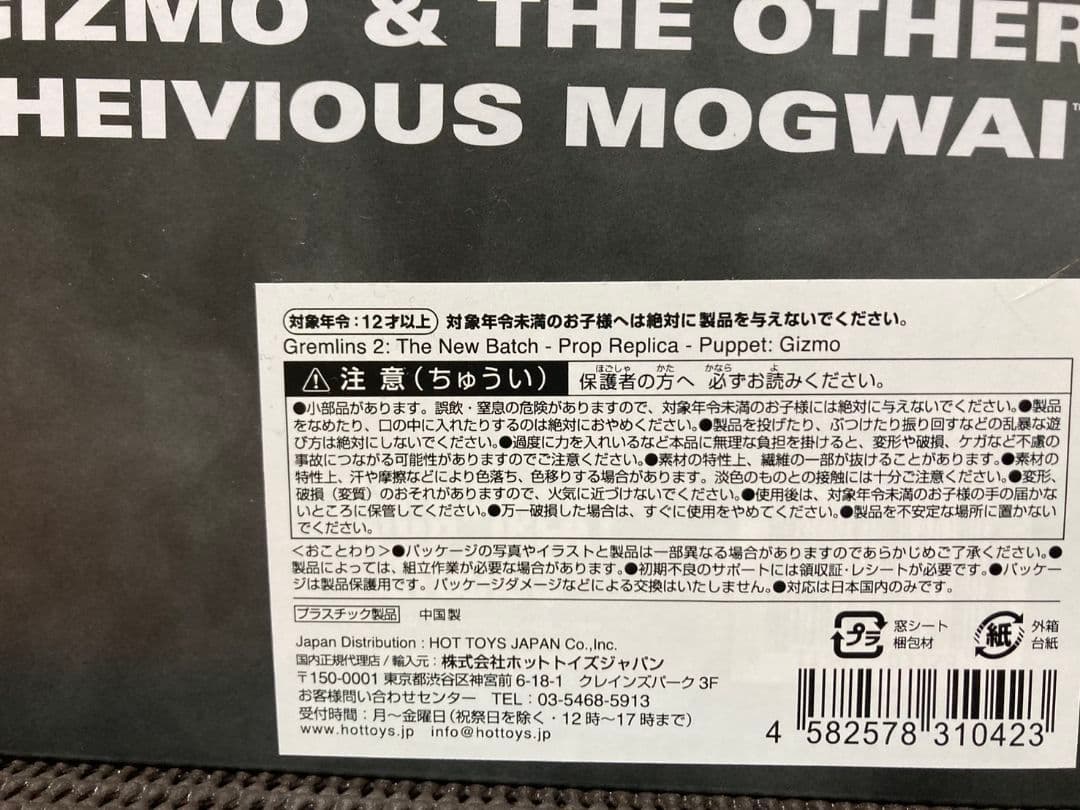 GIZMO & THE OTHER
HEIVIOUS MOGWAI™
対象年令:12才以上 対象年令未満のお子様へは絶対に製品を与えないでください。
Gremlins 2: The New Batch - Prop Replica - Puppet: Gizmo
⚠注 意(ちゅうい) 保護者の方へ 必ずお読みください。
ほごしゃ かた かなら よ
●小部品があります。誤飲・窒息の危険がありますので、対象年令未満のお子様には絶対に与えないでください。●製品
をなめたり、口の中に入れたりするのは絶対におやめください。●製品を投げたり、ぶつけたり振り回すなどの乱暴な遊
び方は絶対にしないでください。●過度に力を入れいるなど本品に無理な負担を掛けると、変形や破損、ケガなど不慮の
事故につながる可能性がありますのでご注意ください。●素材の特性上、繊維の一部が抜けることがあります。●素材の
特性上、汗や摩擦などにより色落ち、色移りする場合があります。淡色のものとの接触には十分ご注意ください。●変形、
破損(変質)のおそれがありますので、火気に近づけないでください。●使用後は、対象年令未満のお子様の手の届かな
いところに保管してください。●万一破損した場合は、すぐに使用をやめてください。●製品を不安定な場所に置かない
でください。
<おことわり>●パッケージの写真やイラストと製品は一部異なる場合がありますのであらかじめご了承ください。●
製品によっては、組立作業が必要な場合があります。●初期不良のサポートには領収証・レシートが必要です。●パッケー
ジは製品保護用です。パッケージダメージなどによる交換はいたしません。●対応は日本国内のみです。
プラスチック製品 中国製
Japan Distribution : HOT TOYS JAPAN Co.,Inc.
国内正規代理店/輸入元:株式会社ホットトイズジャパン
〒150-0001 東京都渋谷区神宮前 6-18-1 クレインズパーク 3F
お客様問い合わせセンター TEL:03-5468-5913
受付時間:月～金曜日(祝祭日を除く・12時～17時まで)
www.hottoys.jp info@hottoys.jp
プラ 窓シート
梱包材
紙 外箱
台紙
4 582578 310423